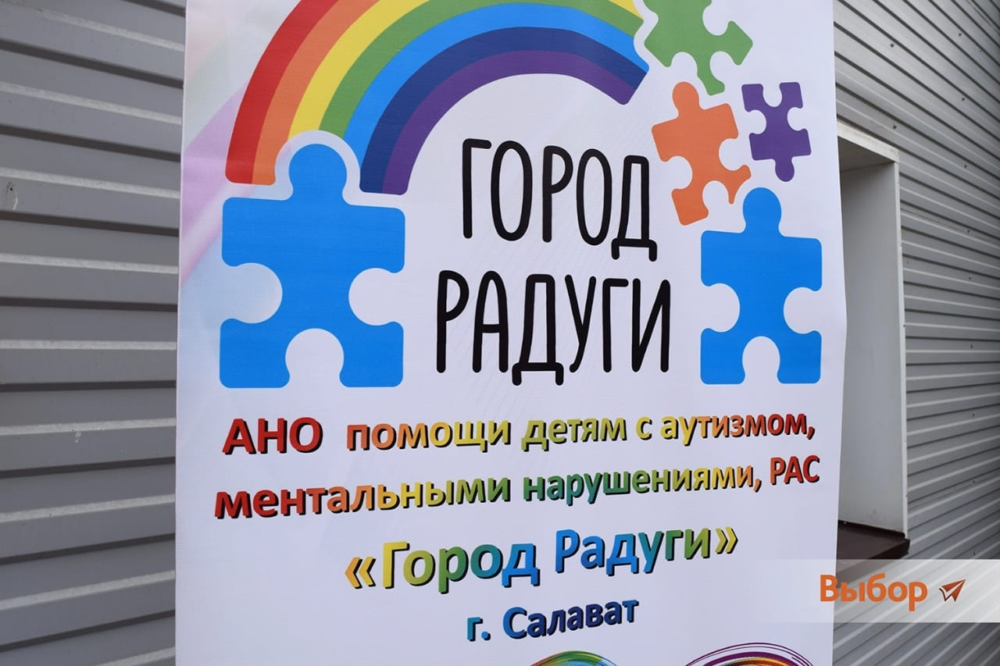 ГОРОД
РАДУГИ
АНО помощи детям с аутизмом,
ментальными нарушениями, РАС
«Город Радуги»
г. Салават
Выбор